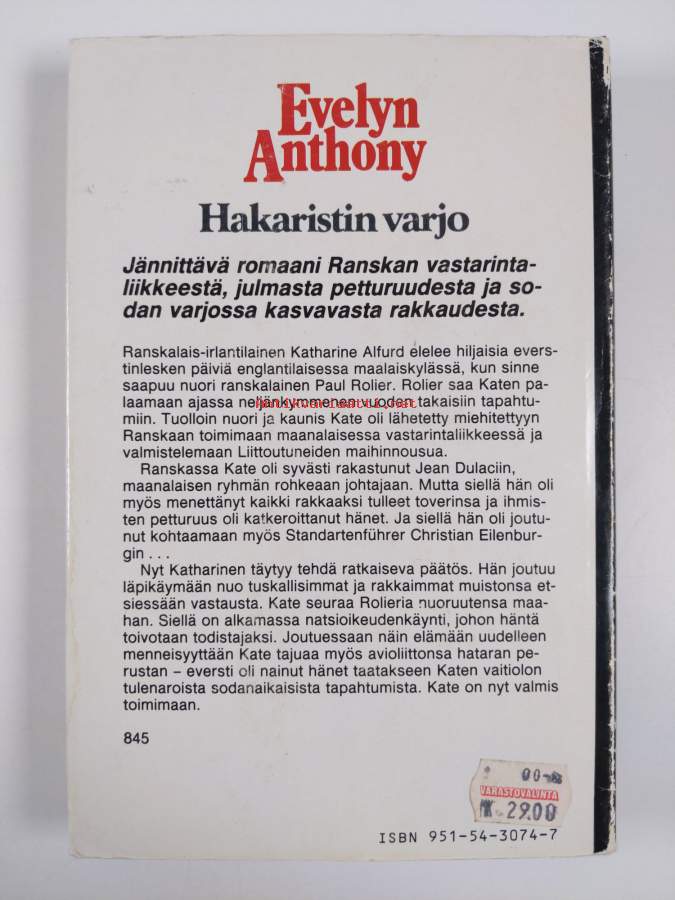 Evelyn
Anthony
Hakaristin varjo
Jännittävä romaani Ranskan vastarinta-
liikkeestä, julmasta petturuudesta ja so-
dan varjossa kasvavasta rakkaudesta.
Ranskalais-irlantilainen Katharine Alfurd elelee hiljaisia evers-
tinlesken päiviä englantilaisessa maalaiskylässä, kun sinne
saapuu nuori ranskalainen Paul Rolier. Rolier saa Katen pa-
laamaan ajassa neljänkymmenen vuoden takaisiin tapahtu-
miin. Tuolloin nuori ja kaunis Kate oli lähetetty miehitettyyn
Ranskaan toimimaan maanalaisessa vastarintaliikkeessä ja
valmistelemaan Liittoutuneiden maihinnousua.
Ranskassa Kate oli syvästi rakastunut Jean Dulaciin,
maanalaisen ryhmän rohkeaan johtajaan. Mutta siellä hän oli
myös menettänyt kaikki rakkaaksi tulleet toverinsa ja ihmis-
ten petturuus oli katkeroittanut hänet. Ja siellä hän oli joutu-
nut kohtaamaan myös Standartenführer Christian Eilenbur-
gin . . .
Nyt Katharinen täytyy tehdä ratkaiseva päätös. Hän joutuu
läpikäymään nuo tuskallisimmat ja rakkaimmat muistonsa et-
siessään vastausta. Kate seuraa Rolieria nuoruutensa maa-
han. Siellä on alkamassa natsioikeudenkäynti, johon häntä
toivotaan todistajaksi. Joutuessaan näin elämään uudelleen
menneisyyttään Kate tajuaa myös avioliittonsa hataran pe-
rustan – eversti oli nainut hänet taatakseen Katen vaitiolon
tulenaroista sodanaikaisista tapahtumista. Kate on nyt valmis
toimimaan.
845
VARASTOVALINTA
29.00
ISBN 951-54-3074-7